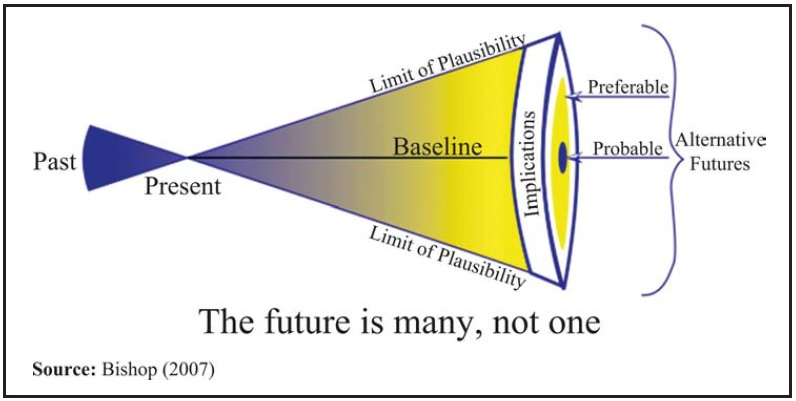 Limit of Plausibility
Preferable
Baseline
Probable
Alternative
Futures
Past
Present
Implications
Limit of Plausibility
The future is many, not one
Source: Bishop (2007)